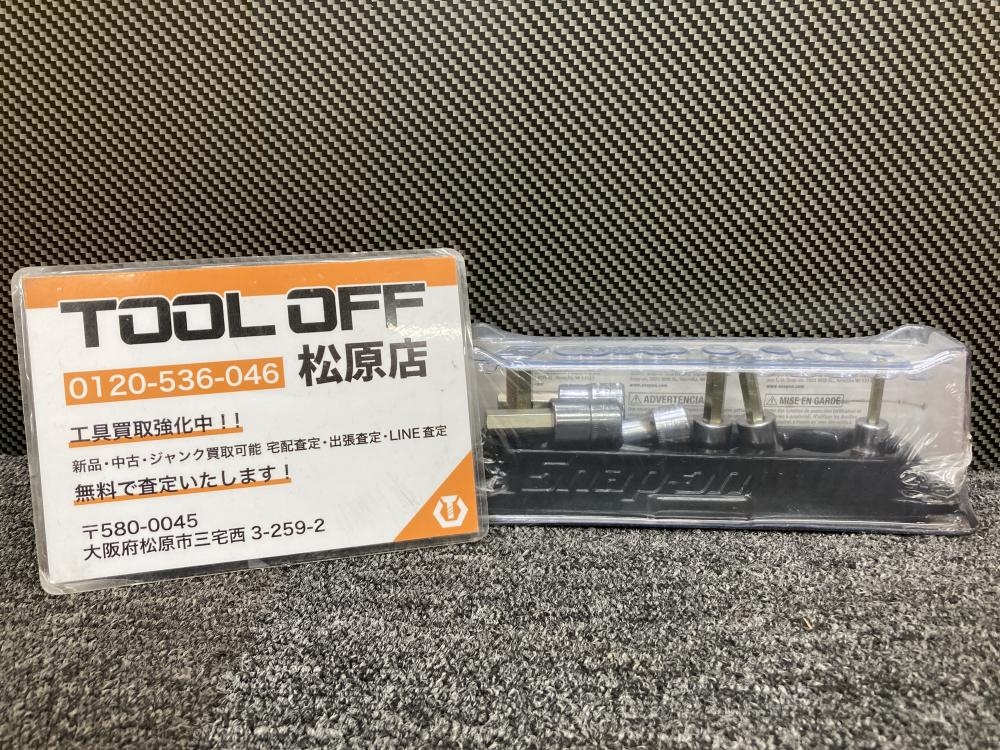 TOOL OFF
0120-536-046 松原店
工具買取強化中!!
新品・中古・ジャンク買取可能 宅配査定・出張査定・LINE査定
無料で査定いたします!
〒580-0045
大阪府松原市三宅西 3-259-2
ADVERTENCIA
MISE EN GARDE
Snap-on